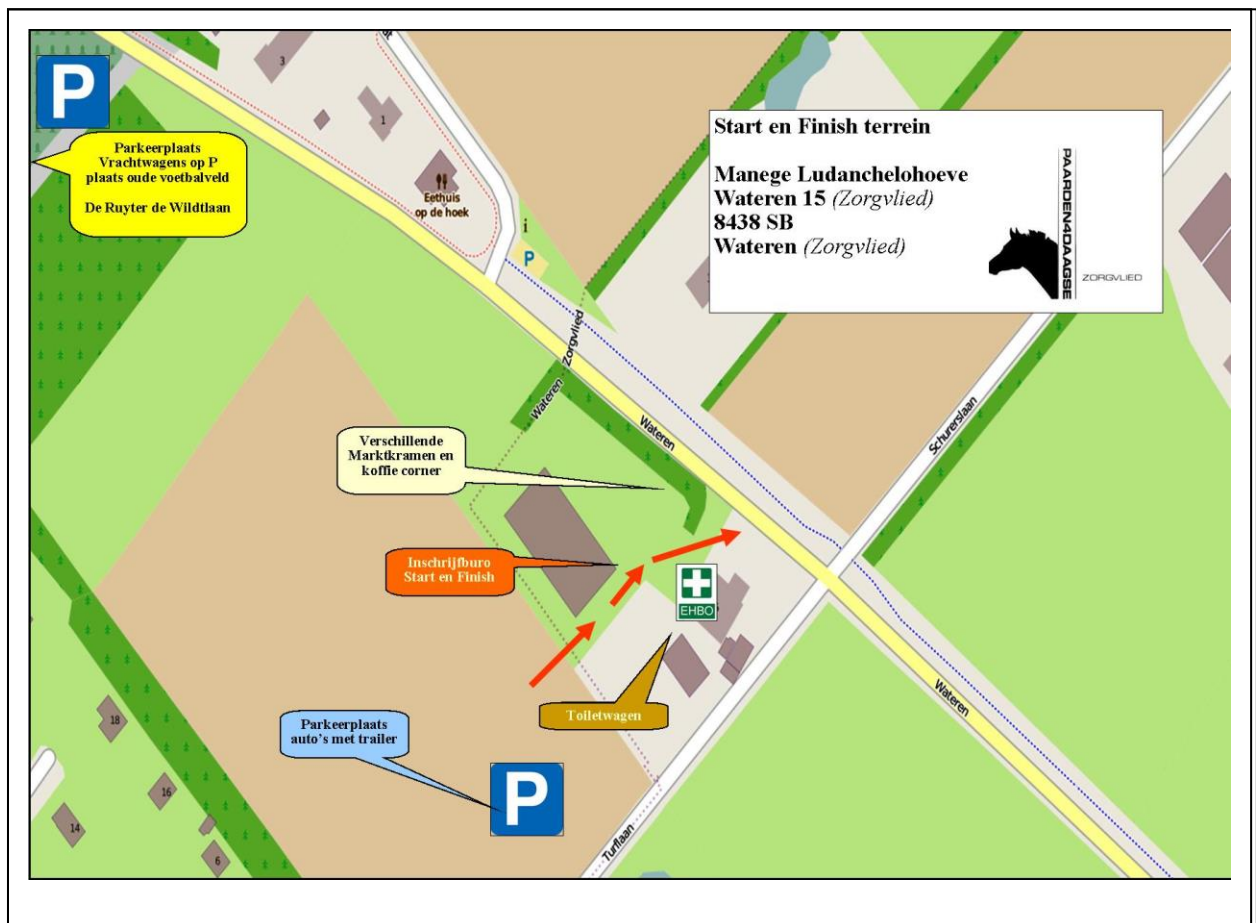 P
Parkeerplaats
Vrachtwagens op P
plaats oude voetbalveld
De Ruyter de Wildtlaan
3
1
Eethuis
op de hoek
i
P
Start en Finish terrein
Manege Ludanchelohoeve
Wateren 15 (Zorgvlied)
8438 SB
Wateren (Zorgvlied)
PAARDEN4DAAGSE
ZORGVLIED
Zorgvlied
Wateren
Wateren
Schurerslaan
Verschillende
Marktkramen en
koffie corner
Inschrijfburo
Start en Finish
EHBO
Toiletwagen
Wateren
Parkeerplaats
auto's met trailer
P
Turflaan
18
16
14
6